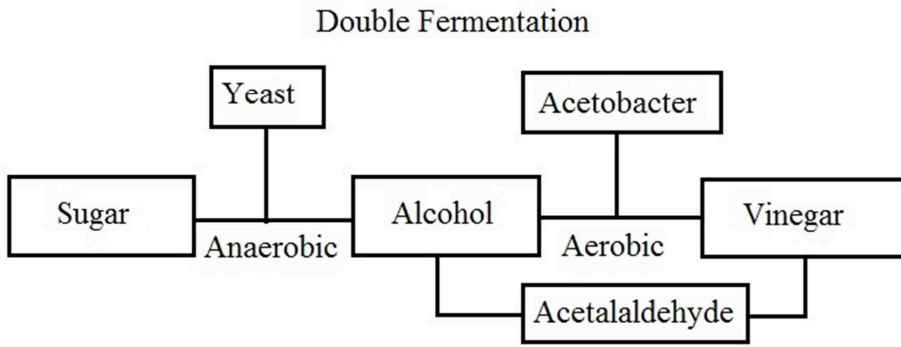 Double Fermentation
Yeast
Acetobacter
Sugar
Alcohol
Vinegar
Anaerobic
Aerobic
Acetalaldehyde